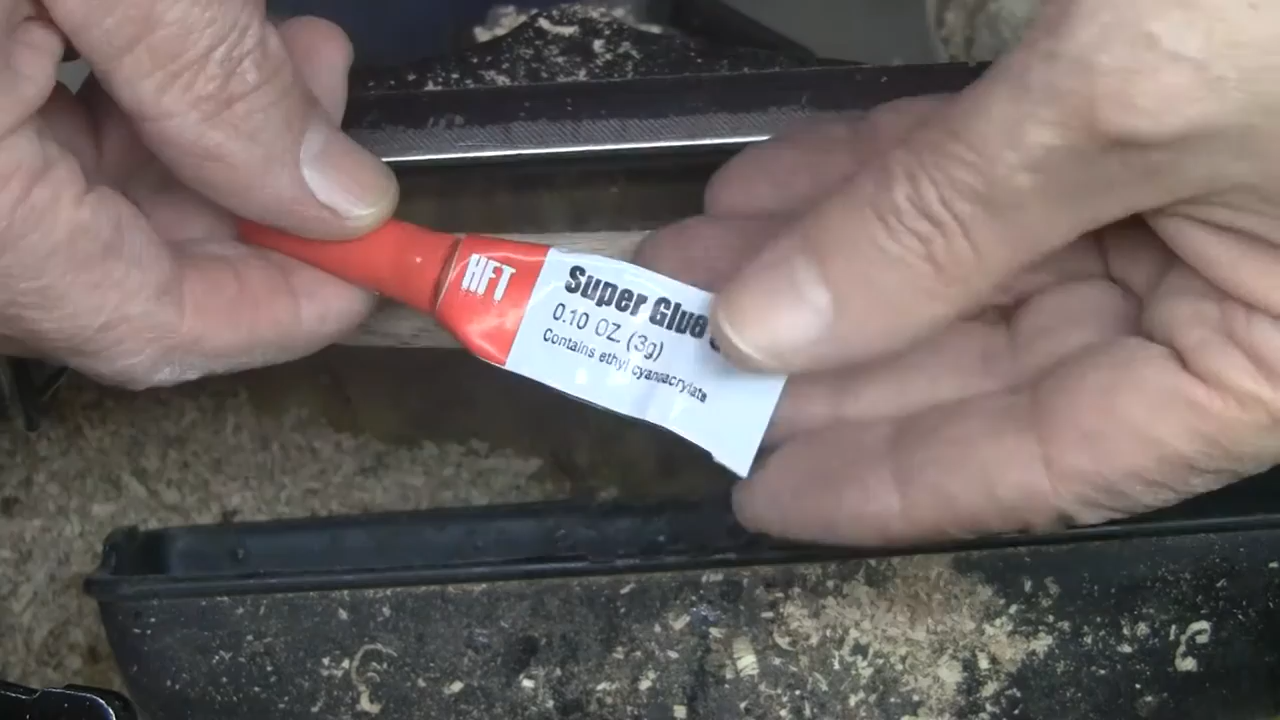 HFT
Super Glue
0.10 OZ. (3g)
Contains ethyl cyanoacrylate